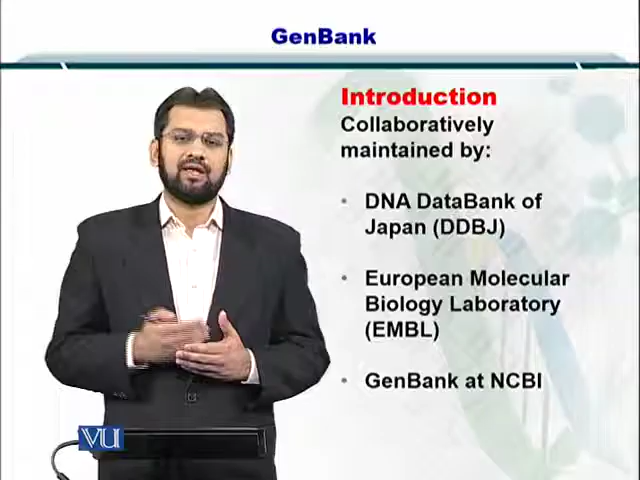 GenBank
Introduction
Collaboratively
maintained by:
• DNA DataBank of
Japan (DDBJ)
• European Molecular
Biology Laboratory
(EMBL)
• GenBank at NCBI
VU